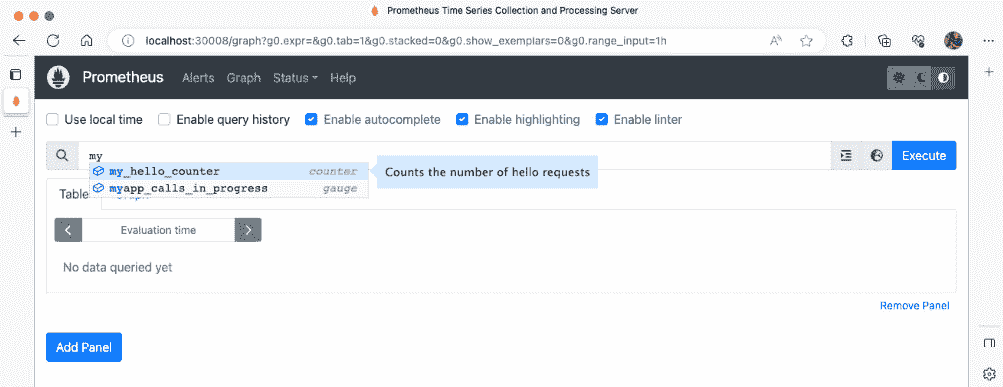 Prometheus Time Series Collection and Processing Server
localhost:30008/graph?g0.expr=&g0.tab=1&g0.stacked=0&g0.show_exemplars=0&g0.range_input=1h
Prometheus Alerts Graph Status Help
Use local time Enable query history Enable autocomplete Enable highlighting Enable linter
my Execute
my_hello_counter counter Counts the number of hello requests
myapp_calls_in_progress gauge
Table Graph
Evaluation time
No data queried yet
Remove Panel
Add Panel